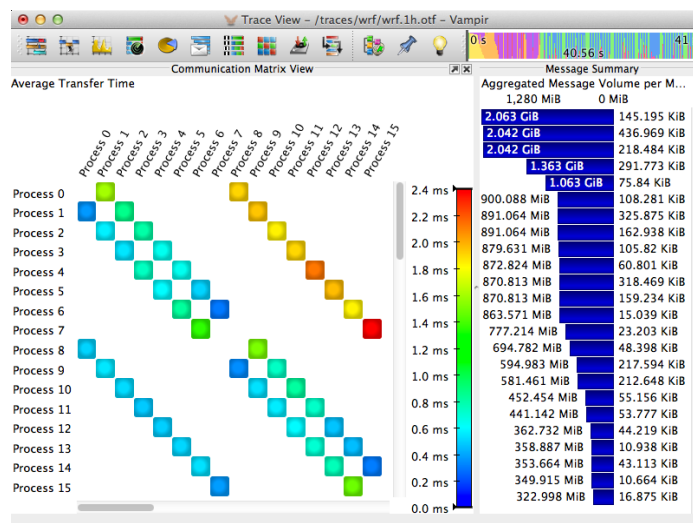 Trace View - /traces/wrf/wrf.1h.otf - Vampir
0 s 40.56 s 41
Communication Matrix View
Average Transfer Time
Process 0 Process 1 Process 2 Process 3 Process 4 Process 5 Process 6 Process 7 Process 8 Process 9 Process 10 Process 11 Process 12 Process 13 Process 14 Process 15
Process 0
Process 1
Process 2
Process 3
Process 4
Process 5
Process 6
Process 7
Process 8
Process 9
Process 10
Process 11
Process 12
Process 13
Process 14
Process 15
2.4 ms
2.2 ms
2.0 ms
1.8 ms
1.6 ms
1.4 ms
1.2 ms
1.0 ms
0.8 ms
0.6 ms
0.4 ms
0.2 ms
0.0 ms
Message Summary
Aggregated Message Volume per M...
1,280 MiB 0 MiB
2.063 GiB 145.195 KiB
2.042 GiB 436.969 KiB
2.042 GiB 218.484 KiB
1.363 GiB 291.773 KiB
1.063 GiB 75.84 KiB
900.088 MiB 108.281 KiB
891.064 MiB 325.875 KiB
891.064 MiB 162.938 KiB
879.631 MiB 105.82 KiB
872.824 MiB 60.801 KiB
870.813 MiB 318.469 KiB
870.813 MiB 159.234 KiB
863.571 MiB 15.039 KiB
777.214 MiB 23.203 KiB
694.782 MiB 48.398 KiB
594.983 MiB 217.594 KiB
581.461 MiB 212.648 KiB
452.454 MiB 55.156 KiB
441.142 MiB 53.777 KiB
362.732 MiB 44.219 KiB
358.887 MiB 10.938 KiB
353.664 MiB 43.113 KiB
349.915 MiB 10.664 KiB
322.998 MiB 16.875 KiB